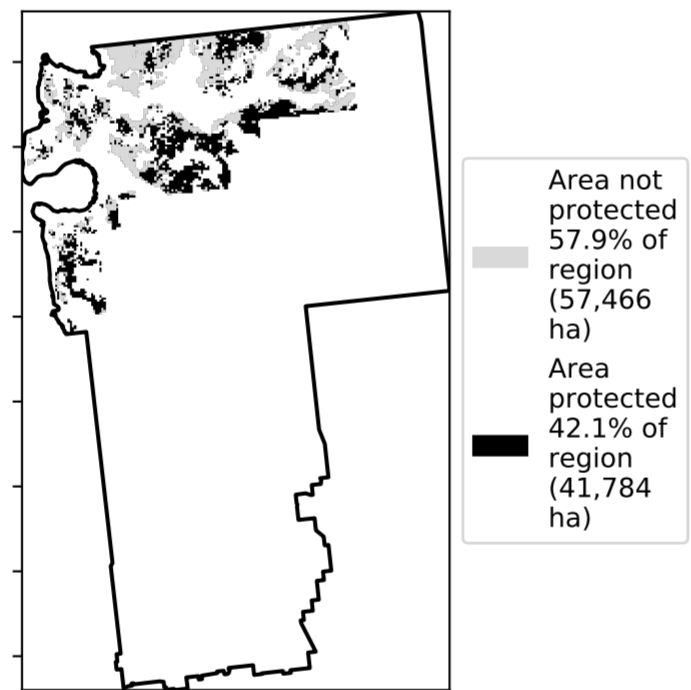 Area not
protected
57.9% of
region
(57,466
ha)
Area
protected
42.1% of
region
(41,784
ha)